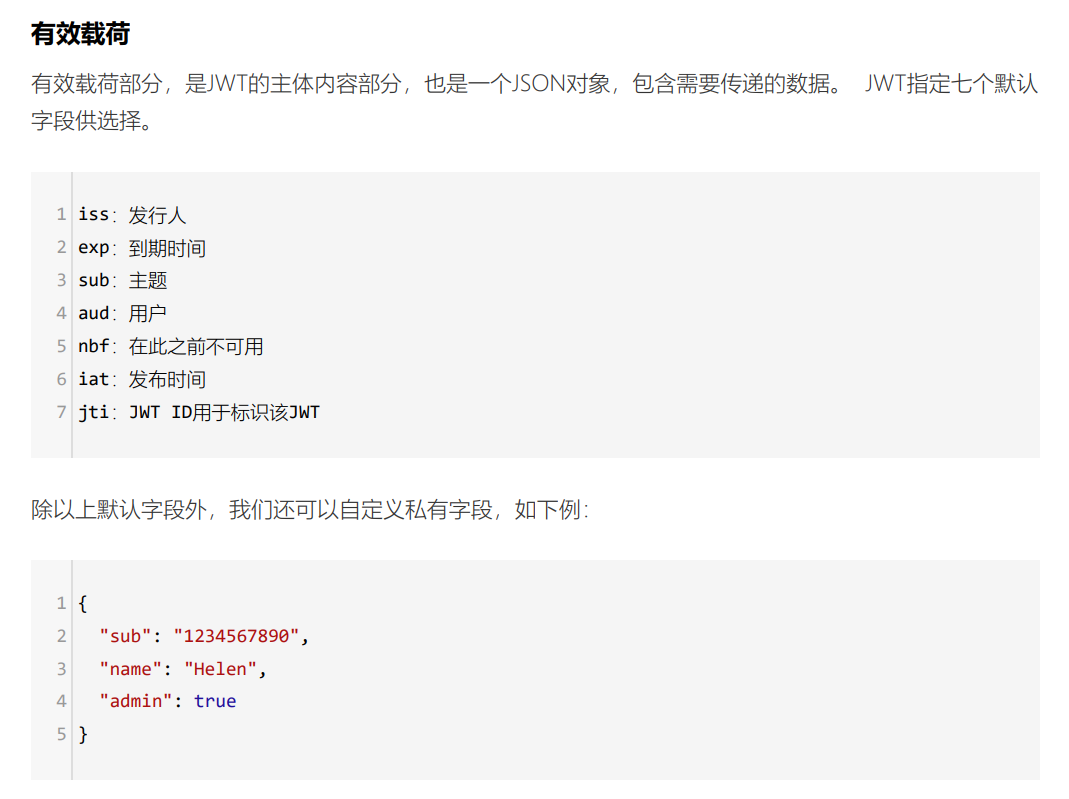 有效载荷
有效载荷部分，是JWT的主体内容部分，也是一个JSON对象，包含需要传递的数据。 JWT指定七个默认
字段供选择。
1 iss：发行人
2 exp：到期时间
3 sub：主题
4 aud：用户
5 nbf：在此之前不可用
6 iat：发布时间
7 jti：JWT ID用于标识该JWT
除以上默认字段外，我们还可以自定义私有字段，如下例：
1 {
2   "sub": "1234567890",
3   "name": "Helen",
4   "admin": true
5 }